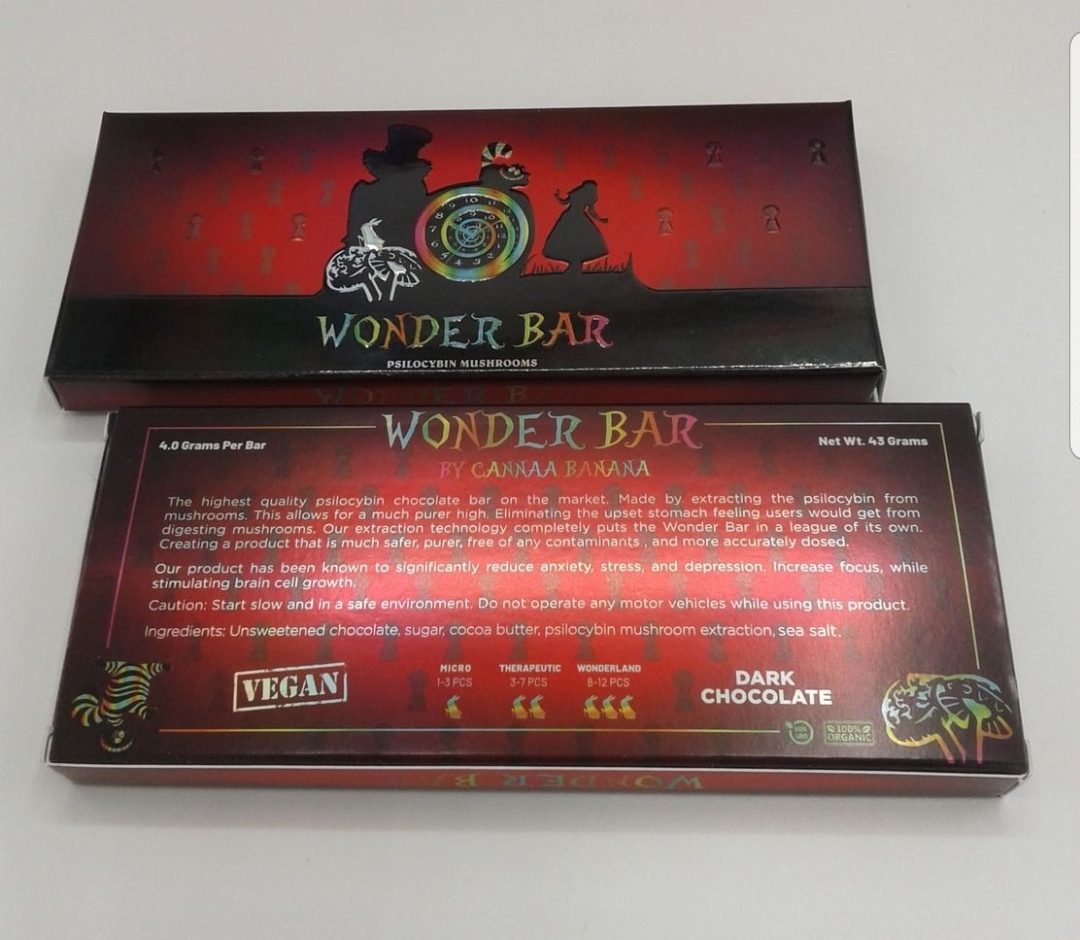 WONDER BAR
PSILOCYBIN MUSHROOMS
WONDER BAR
4.0 Grams Per Bar
WONDER BAR
Net Wt. 43 Grams
BY CANNAA BANANA
The highest quality psilocybin chocolate bar on the market. Made by extracting the psilocybin from
mushrooms. This allows for a much purer high. Eliminating the upset stomach feeling users would get from
digesting mushrooms. Our extraction technology completely puts the Wonder Bar in a league of its own.
Creating a product that is much safer, purer, free of any contaminants , and more accurately dosed.
Our product has been known to significantly reduce anxiety, stress, and depression. Increase focus, while
stimulating brain cell growth.
Caution: Start slow and in a safe environment. Do not operate any motor vehicles while using this product.
Ingredients: Unsweetened chocolate, sugar, cocoa butter, psilocybin mushroom extraction, sea salt.
VEGAN
MICRO
1-3 PCS
THERAPEUTIC
3-7 PCS
WONDERLAND
8-12 PCS
DARK
CHOCOLATE
100%
ORGANIC
WONDER BA